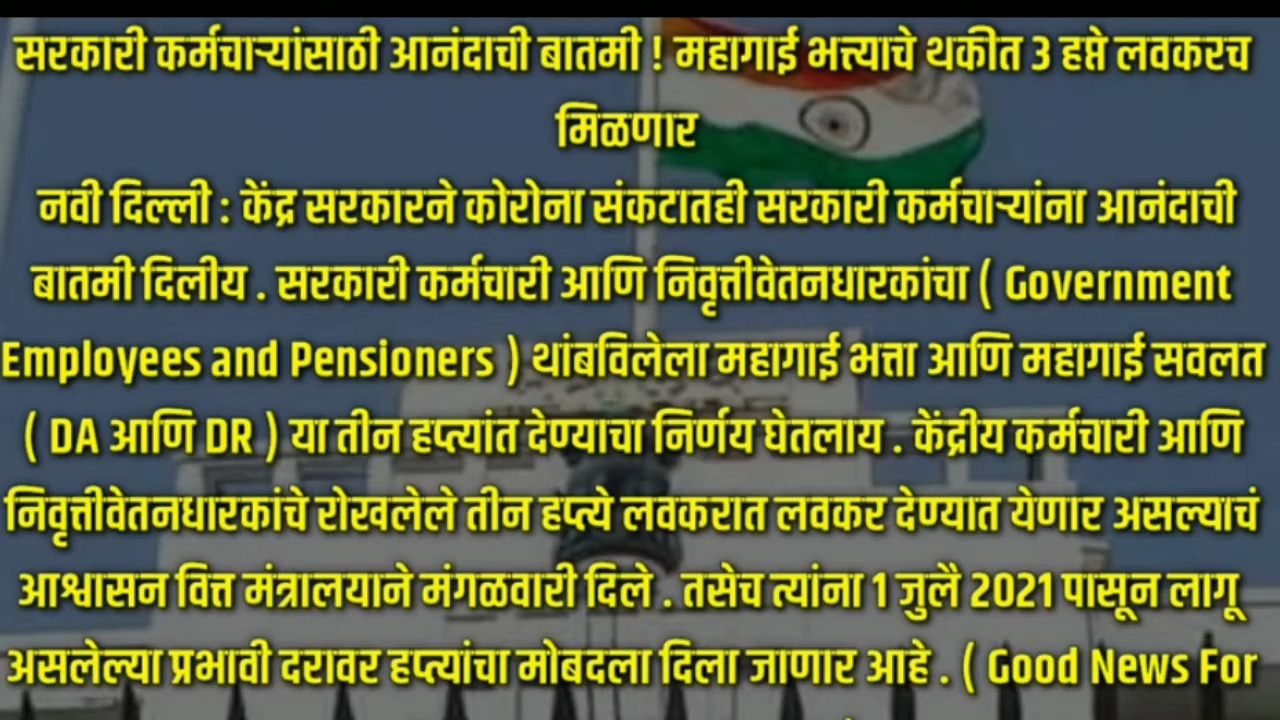 सरकारी कर्मचाऱ्यांसाठी आनंदाची बातमी ! महागाई भत्त्याचे थकीत 3 हप्ते लवकरच
मिळणार
नवी दिल्ली : केंद्र सरकारने कोरोना संकटातही सरकारी कर्मचाऱ्यांना आनंदाची
बातमी दिलीय . सरकारी कर्मचारी आणि निवृत्तीवेतनधारकांचा ( Government
Employees and Pensioners ) थांबविलेला महागाई भत्ता आणि महागाई सवलत
( DA आणि DR ) या तीन हप्त्यांत देण्याचा निर्णय घेतलाय . केंद्रीय कर्मचारी आणि
निवृत्तीवेतनधारकांचे रोखलेले तीन हप्त्ये लवकरात लवकर देण्यात येणार असल्याचं
आश्वासन वित्त मंत्रालयाने मंगळवारी दिले . तसेच त्यांना 1 जुलै 2021 पासून लागू
असलेल्या प्रभावी दरावर हप्त्यांचा मोबदला दिला जाणार आहे . ( Good News For